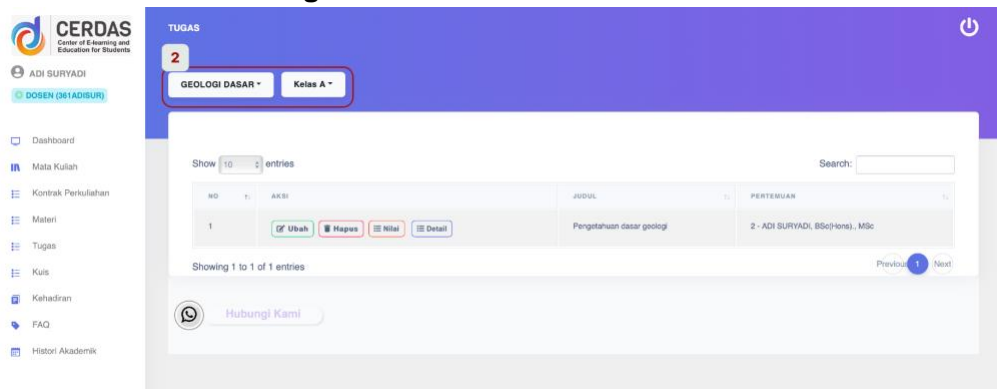 CERDAS
Center of E-learning and
Education for Students
ADI SURYADI
DOSEN (361ADISUR)
Dashboard
Mata Kuliah
Kontrak Perkuliahan
Materi
Tugas
Kuis
Kehadiran
FAQ
Histori Akademik
TUGAS
2
GEOLOGI DASAR Kelas A
Show 10 entries Search:
NO AKSI JUDUL PERTEMUAN
1 Ubah Hapus Nilai Detail Pengetahuan dasar geologi 2 - ADI SURYADI, BSc(Hons)., MSc
Showing 1 to 1 of 1 entries Previous 1 Next
Hubungi Kami